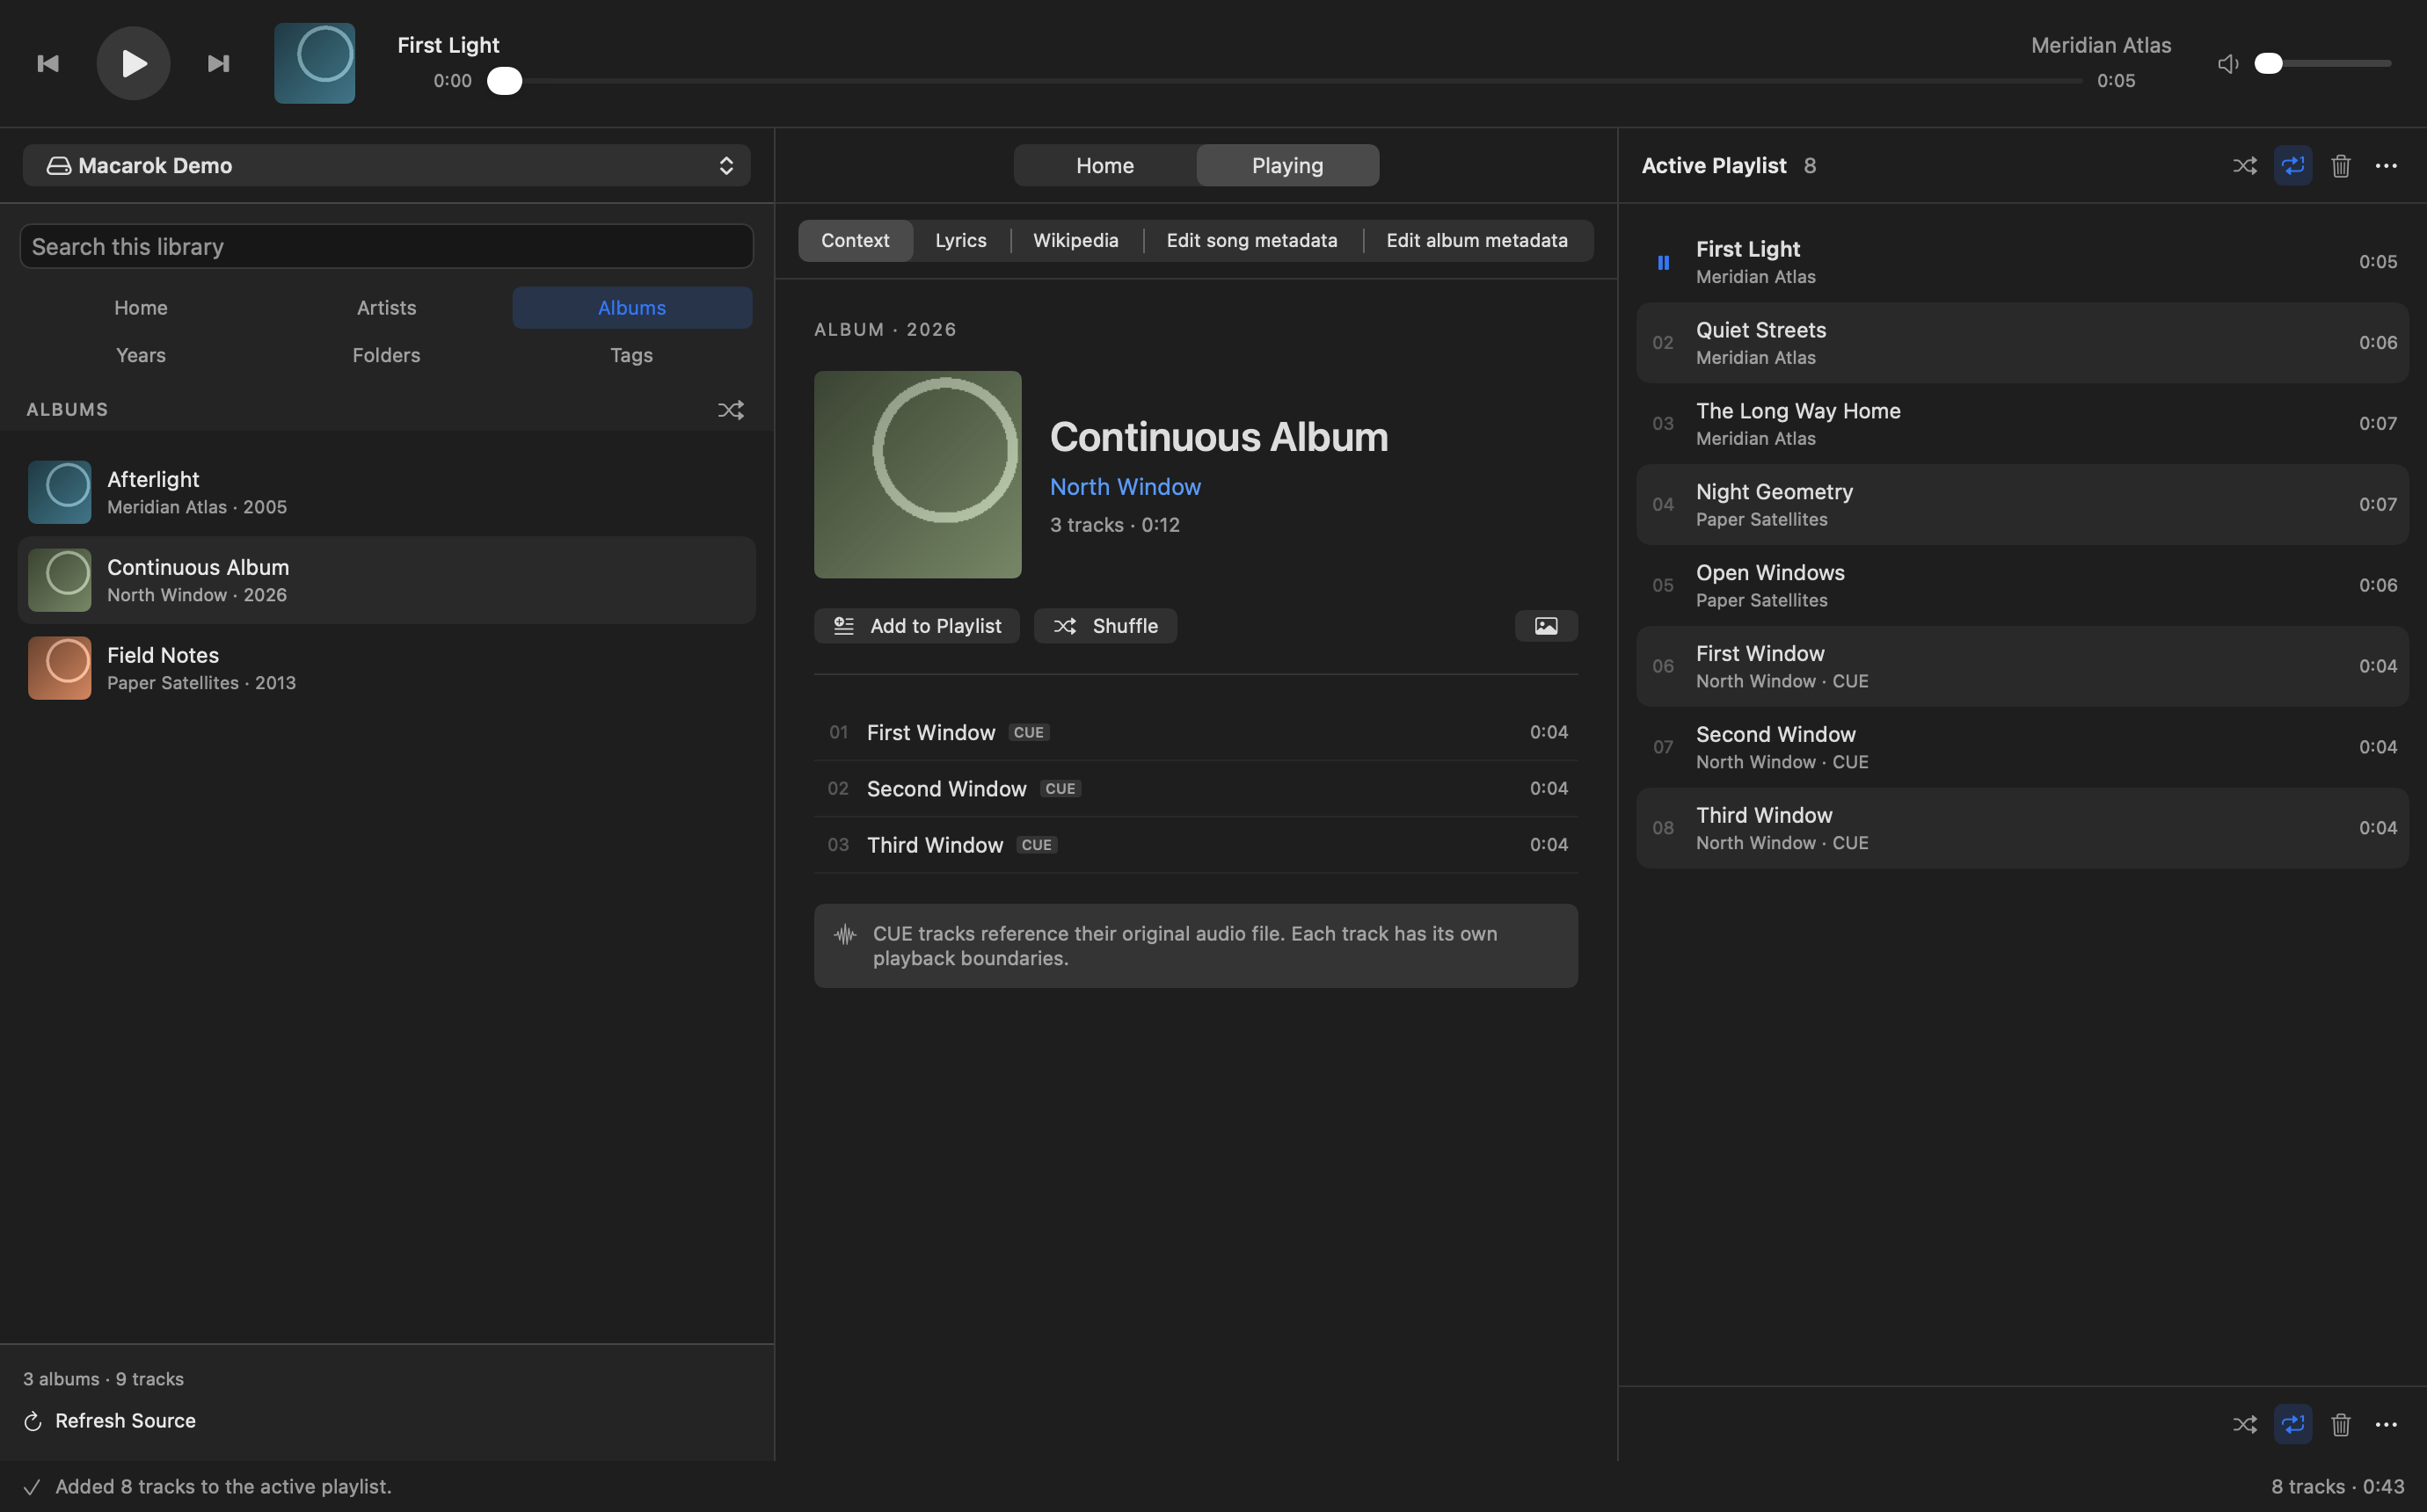 First Light
Meridian Atlas
0:00
0:05
Macarok Demo
Search this library
Home
Artists
Albums
Years
Folders
Tags
ALBUMS
Afterlight
Meridian Atlas · 2005
Continuous Album
North Window · 2026
Field Notes
Paper Satellites · 2013
3 albums · 9 tracks
Refresh Source
Home
Playing
Context
Lyrics
Wikipedia
Edit song metadata
Edit album metadata
ALBUM · 2026
Continuous Album
North Window
3 tracks · 0:12
Add to Playlist
Shuffle
01 First Window CUE 0:04
02 Second Window CUE 0:04
03 Third Window CUE 0:04
CUE tracks reference their original audio file. Each track has its own
playback boundaries.
Active Playlist 8
First Light
Meridian Atlas
0:05
02 Quiet Streets
Meridian Atlas
0:06
03 The Long Way Home
Meridian Atlas
0:07
04 Night Geometry
Paper Satellites
0:07
05 Open Windows
Paper Satellites
0:06
06 First Window
North Window · CUE
0:04
07 Second Window
North Window · CUE
0:04
08 Third Window
North Window · CUE
0:04
Added 8 tracks to the active playlist.
8 tracks · 0:43